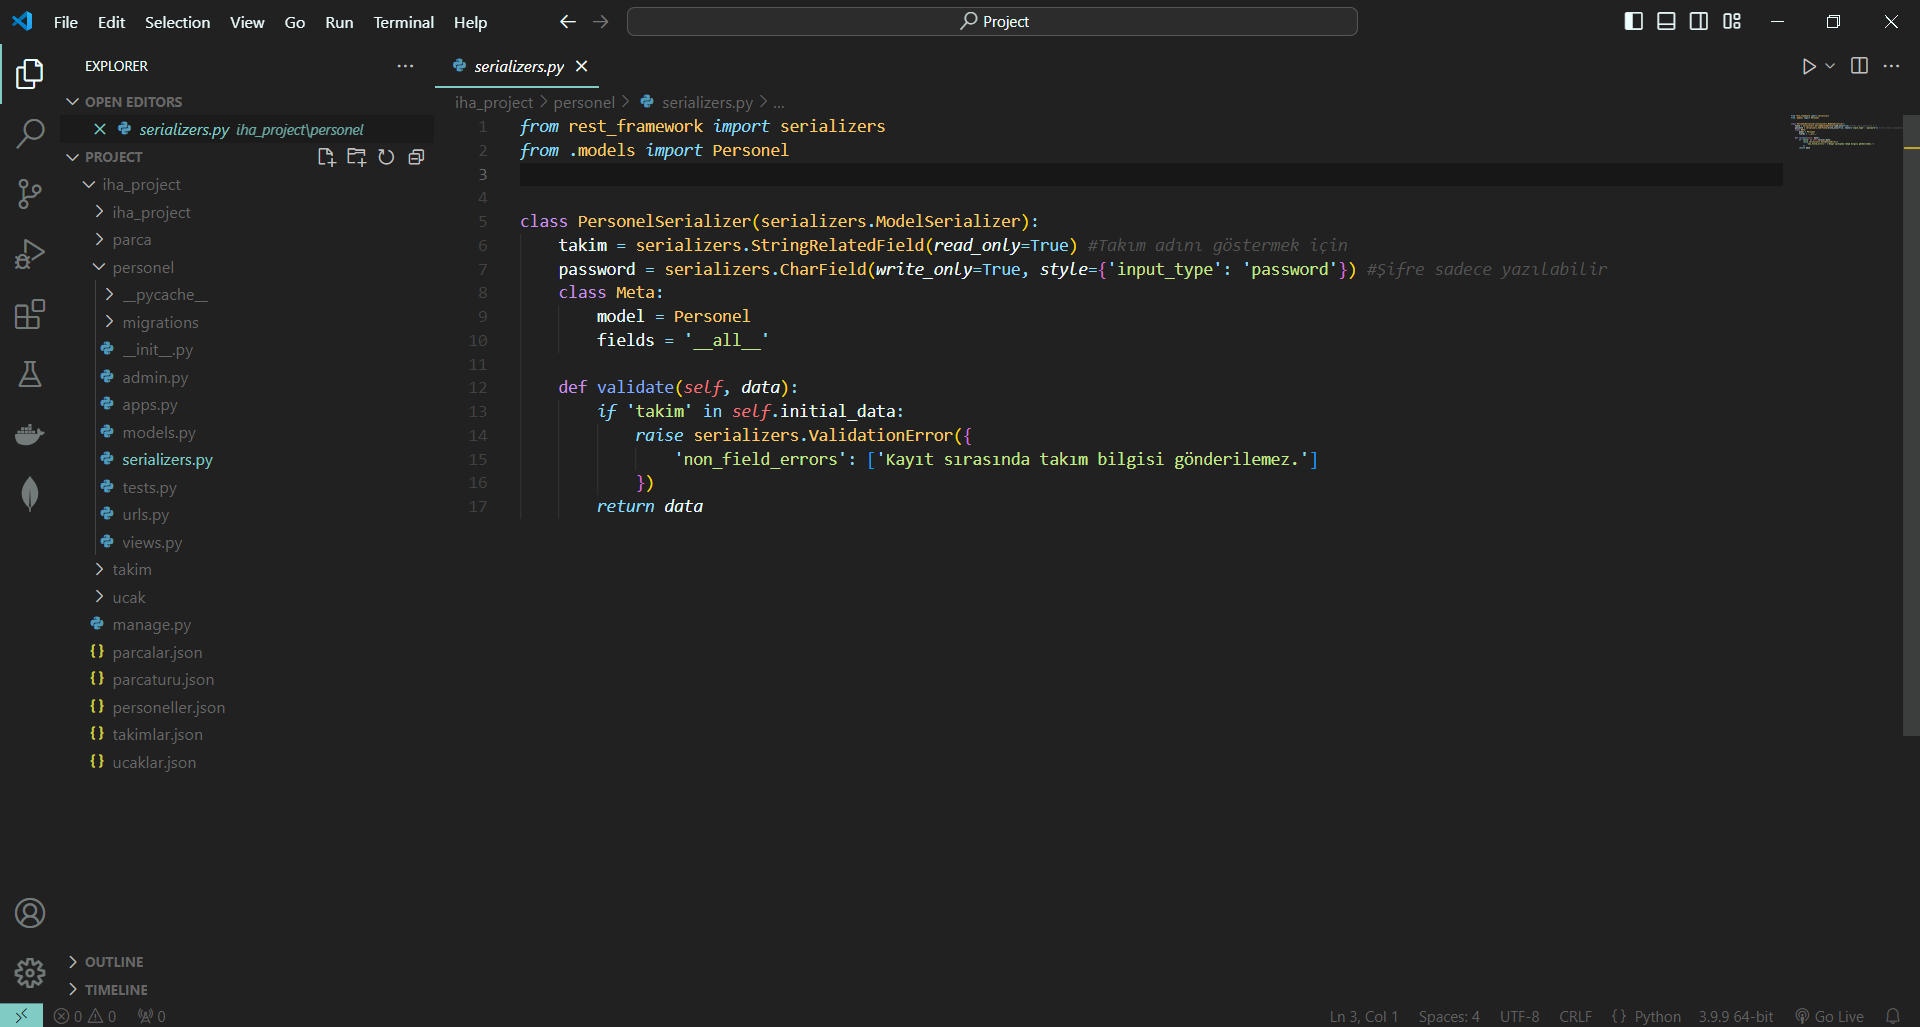 File Edit Selection View Go Run Terminal Help
Project
EXPLORER
OPEN EDITORS
serializers.py iha_project\personel
PROJECT
iha_project
iha_project
parca
personel
__pycache__
migrations
__init__.py
admin.py
apps.py
models.py
serializers.py
tests.py
urls.py
views.py
takim
ucak
manage.py
parcalar.json
parcaturu.json
personeller.json
takimlar.json
ucaklar.json
OUTLINE
TIMELINE
serializers.py
iha_project > personel > serializers.py > ...
1 from rest_framework import serializers
2 from .models import Personel
3
4
5 class PersonelSerializer(serializers.ModelSerializer):
6 takim = serializers.StringRelatedField(read_only=True) #Takım adını göstermek için
7 password = serializers.CharField(write_only=True, style={'input_type': 'password'}) #Şifre sadece yazılabilir
8 class Meta:
9 model = Personel
10 fields = '__all__'
11
12 def validate(self, data):
13 if 'takim' in self.initial_data:
14 raise serializers.ValidationError({
15 'non_field_errors': ['Kayıt sırasında takım bilgisi gönderilemez.']
16 })
17 return data
0 0 0
Ln 3, Col 1 Spaces: 4 UTF-8 CRLF {} Python 3.9.9 64-bit Go Live